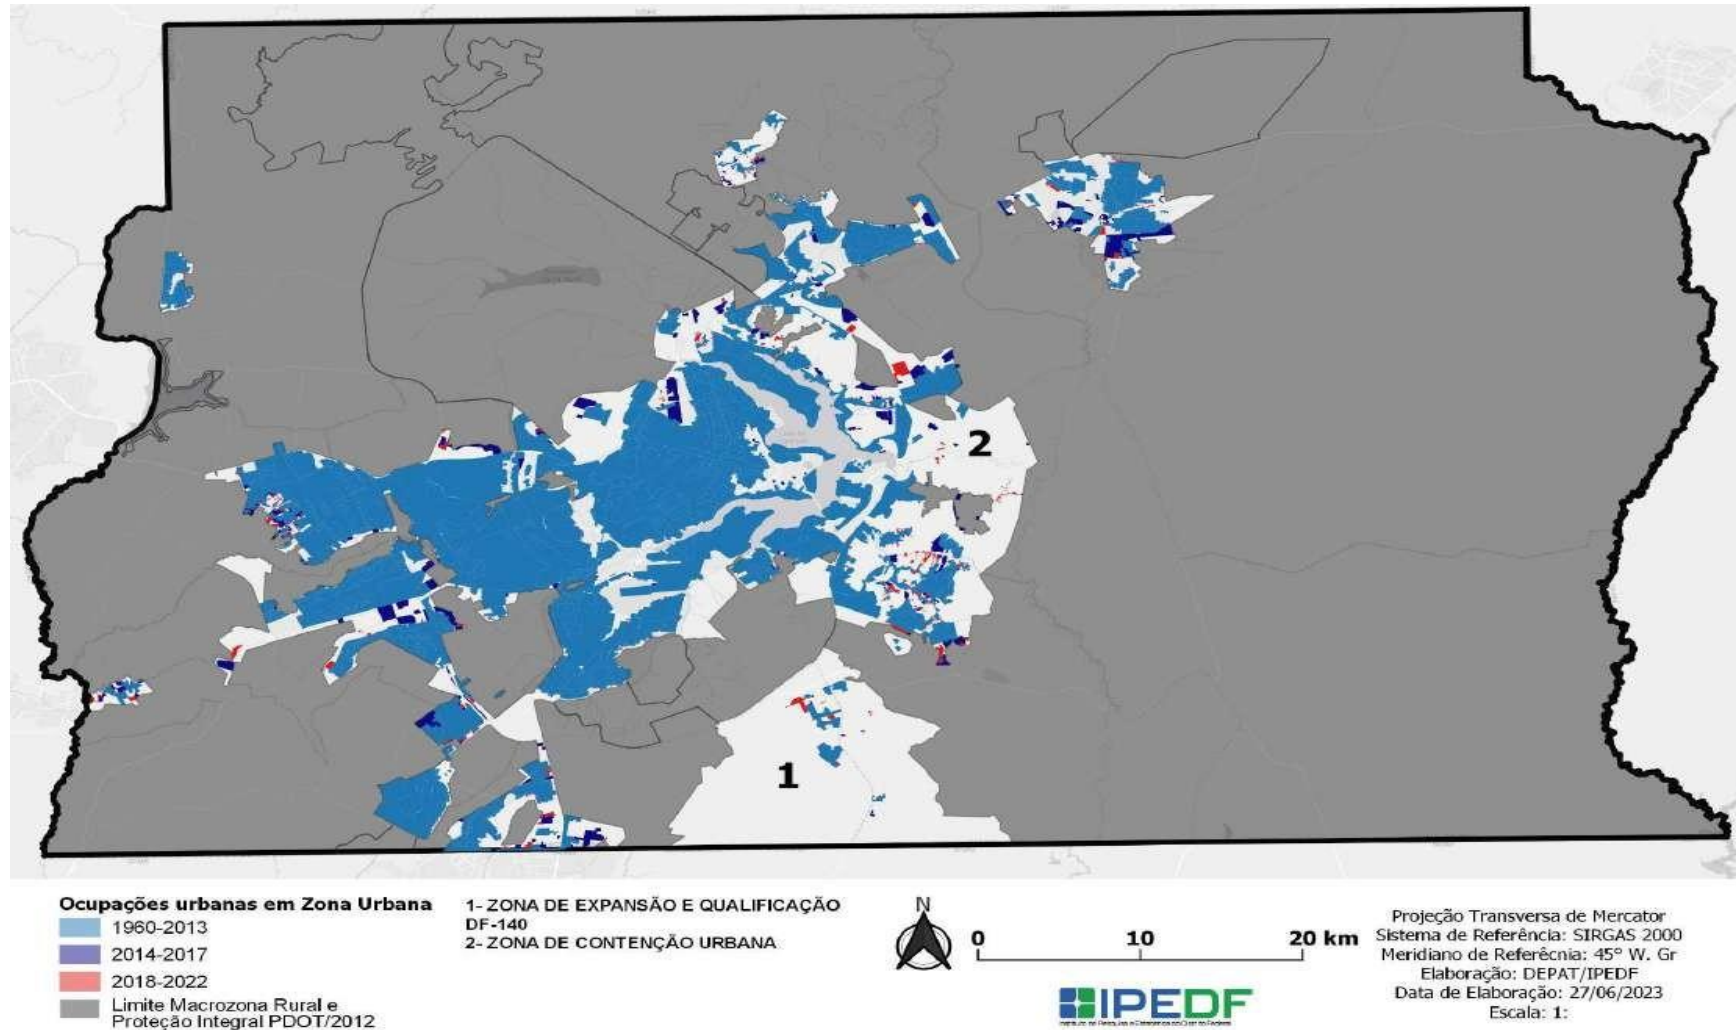 2
1
Ocupações urbanas em Zona Urbana
1960-2013
2014-2017
2018-2022
Limite Macrozona Rural e
Proteção Integral PDOT/2012
1- ZONA DE EXPANSÃO E QUALIFICAÇÃO
DF-140
2- ZONA DE CONTENÇÃO URBANA
N
0 10 20 km
IPEDF
Projeção Transversa de Mercator
Sistema de Referência: SIRGAS 2000
Meridiano de Referêcnia: 45º W. Gr
Elaboração: DEPAT/IPEDF
Data de Elaboração: 27/06/2023
Escala: 1: